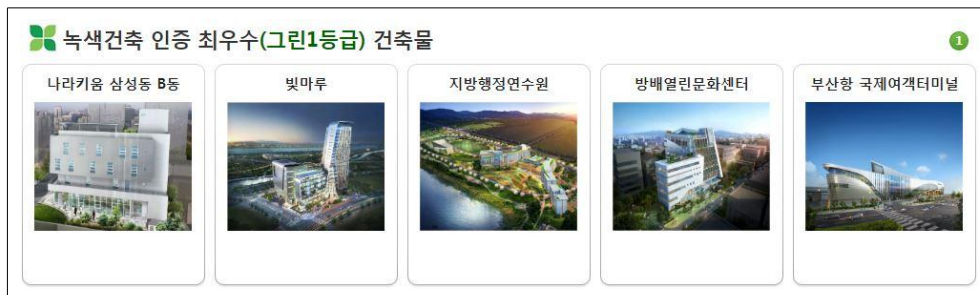 녹색건축 인증 최우수(그린1등급) 건축물
1
나라키움 삼성동 B동
빛마루
지방행정연수원
방배열린문화센터
부산항 국제여객터미널